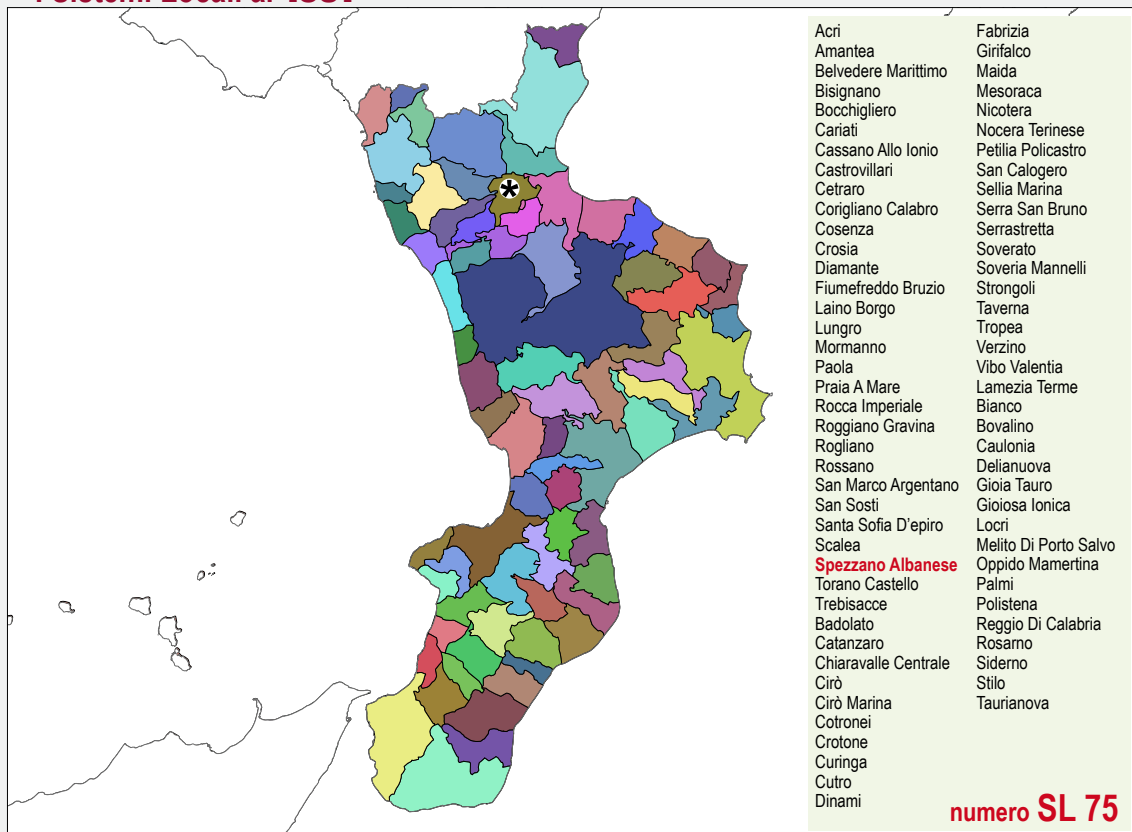 I Sistemi Locali al
Acri
Amantea
Belvedere Marittimo
Bisignano
Bocchigliero
Cariati
Cassano Allo Ionio
Castrovillari
Cetraro
Corigliano Calabro
Cosenza
Crosia
Diamante
Fiumefreddo Bruzio
Laino Borgo
Lungro
Mormanno
Paola
Praia A Mare
Rocca Imperiale
Roggiano Gravina
Rogliano
Rossano
San Marco Argentano
San Sosti
Santa Sofia D'epiro
Scalea
Spezzano Albanese
Torano Castello
Trebisacce
Badolato
Catanzaro
Chiaravalle Centrale
Cirò
Cirò Marina
Cotronei
Crotone
Curinga
Cutro
Dinami
Fabrizia
Girifalco
Maida
Mesoraca
Nicotera
Nocera Terinese
Petilia Policastro
San Calogero
Sellia Marina
Serra San Bruno
Serrastretta
Soverato
Soveria Mannelli
Strongoli
Taverna
Tropea
Verzino
Vibo Valentia
Lamezia Terme
Bianco
Bovalino
Caulonia
Delianuova
Gioia Tauro
Gioiosa Ionica
Locri
Melito Di Porto Salvo
Oppido Mamertina
Palmi
Polistena
Reggio Di Calabria
Rosarno
Siderno
Stilo
Taurianova
numero SL 75